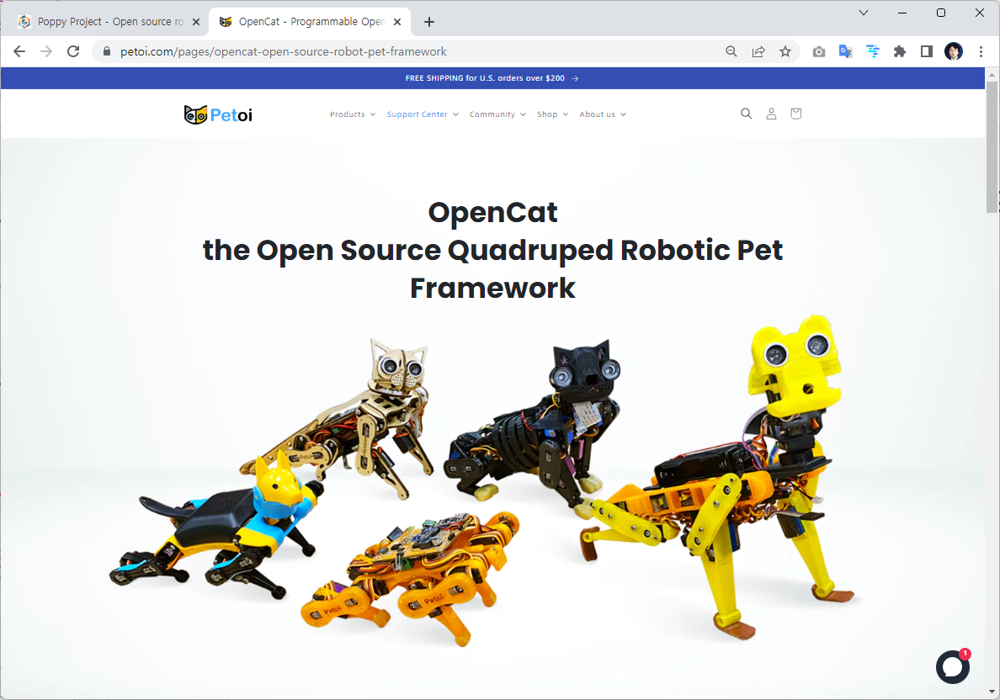 Poppy Project - Open source ro
OpenCat - Programmable Open
petoi.com/pages/opencat-open-source-robot-pet-framework
FREE SHIPPING for U.S. orders over $200 →
Petoi
Products
Support Center
Community
Shop
About us
OpenCat
the Open Source Quadruped Robotic Pet
Framework
Petoi
Petoi
1